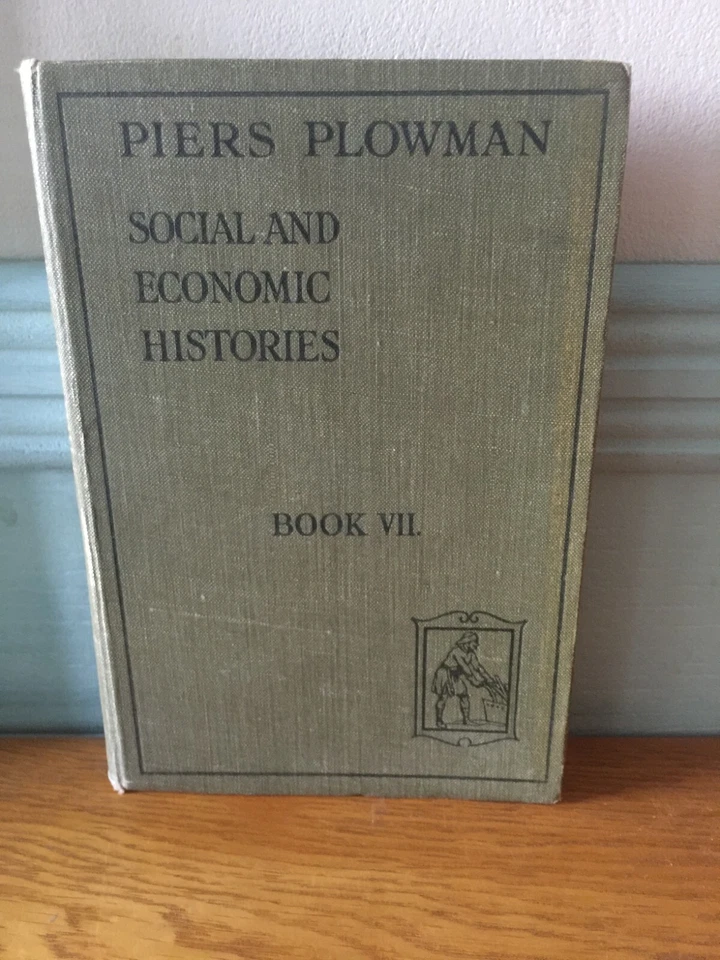 PIERS PLOWMAN
SOCIAL AND
ECONOMIC
HISTORIES
BOOK VII.